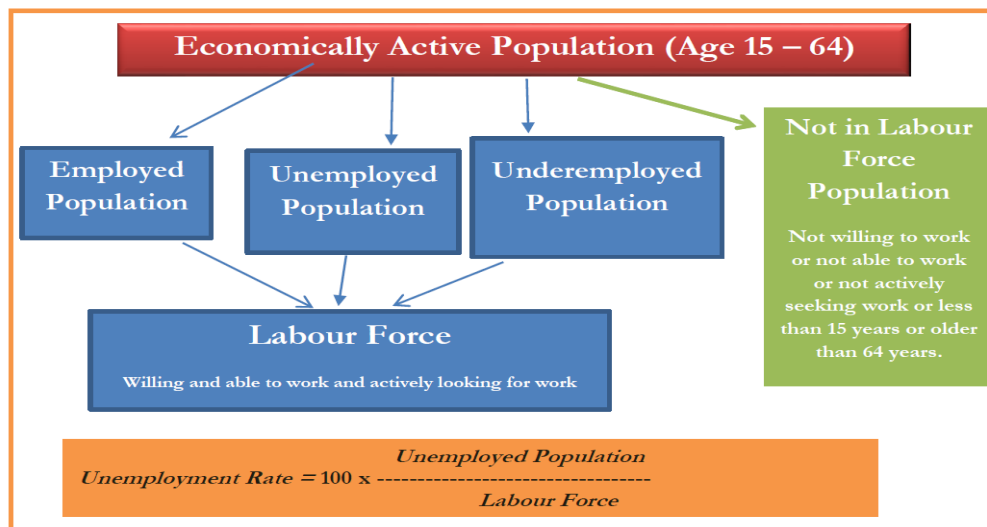 Economically Active Population (Age 15 – 64)
Employed
Population
Unemployed
Population
Underemployed
Population
Not in Labour
Force
Population
Not willing to work
or not able to work
or not actively
seeking work or less
than 15 years or older
than 64 years.
Labour Force
Willing and able to work and actively looking for work
Unemployed Population
Unemployment Rate = 100 x ----------------------------------
Labour Force